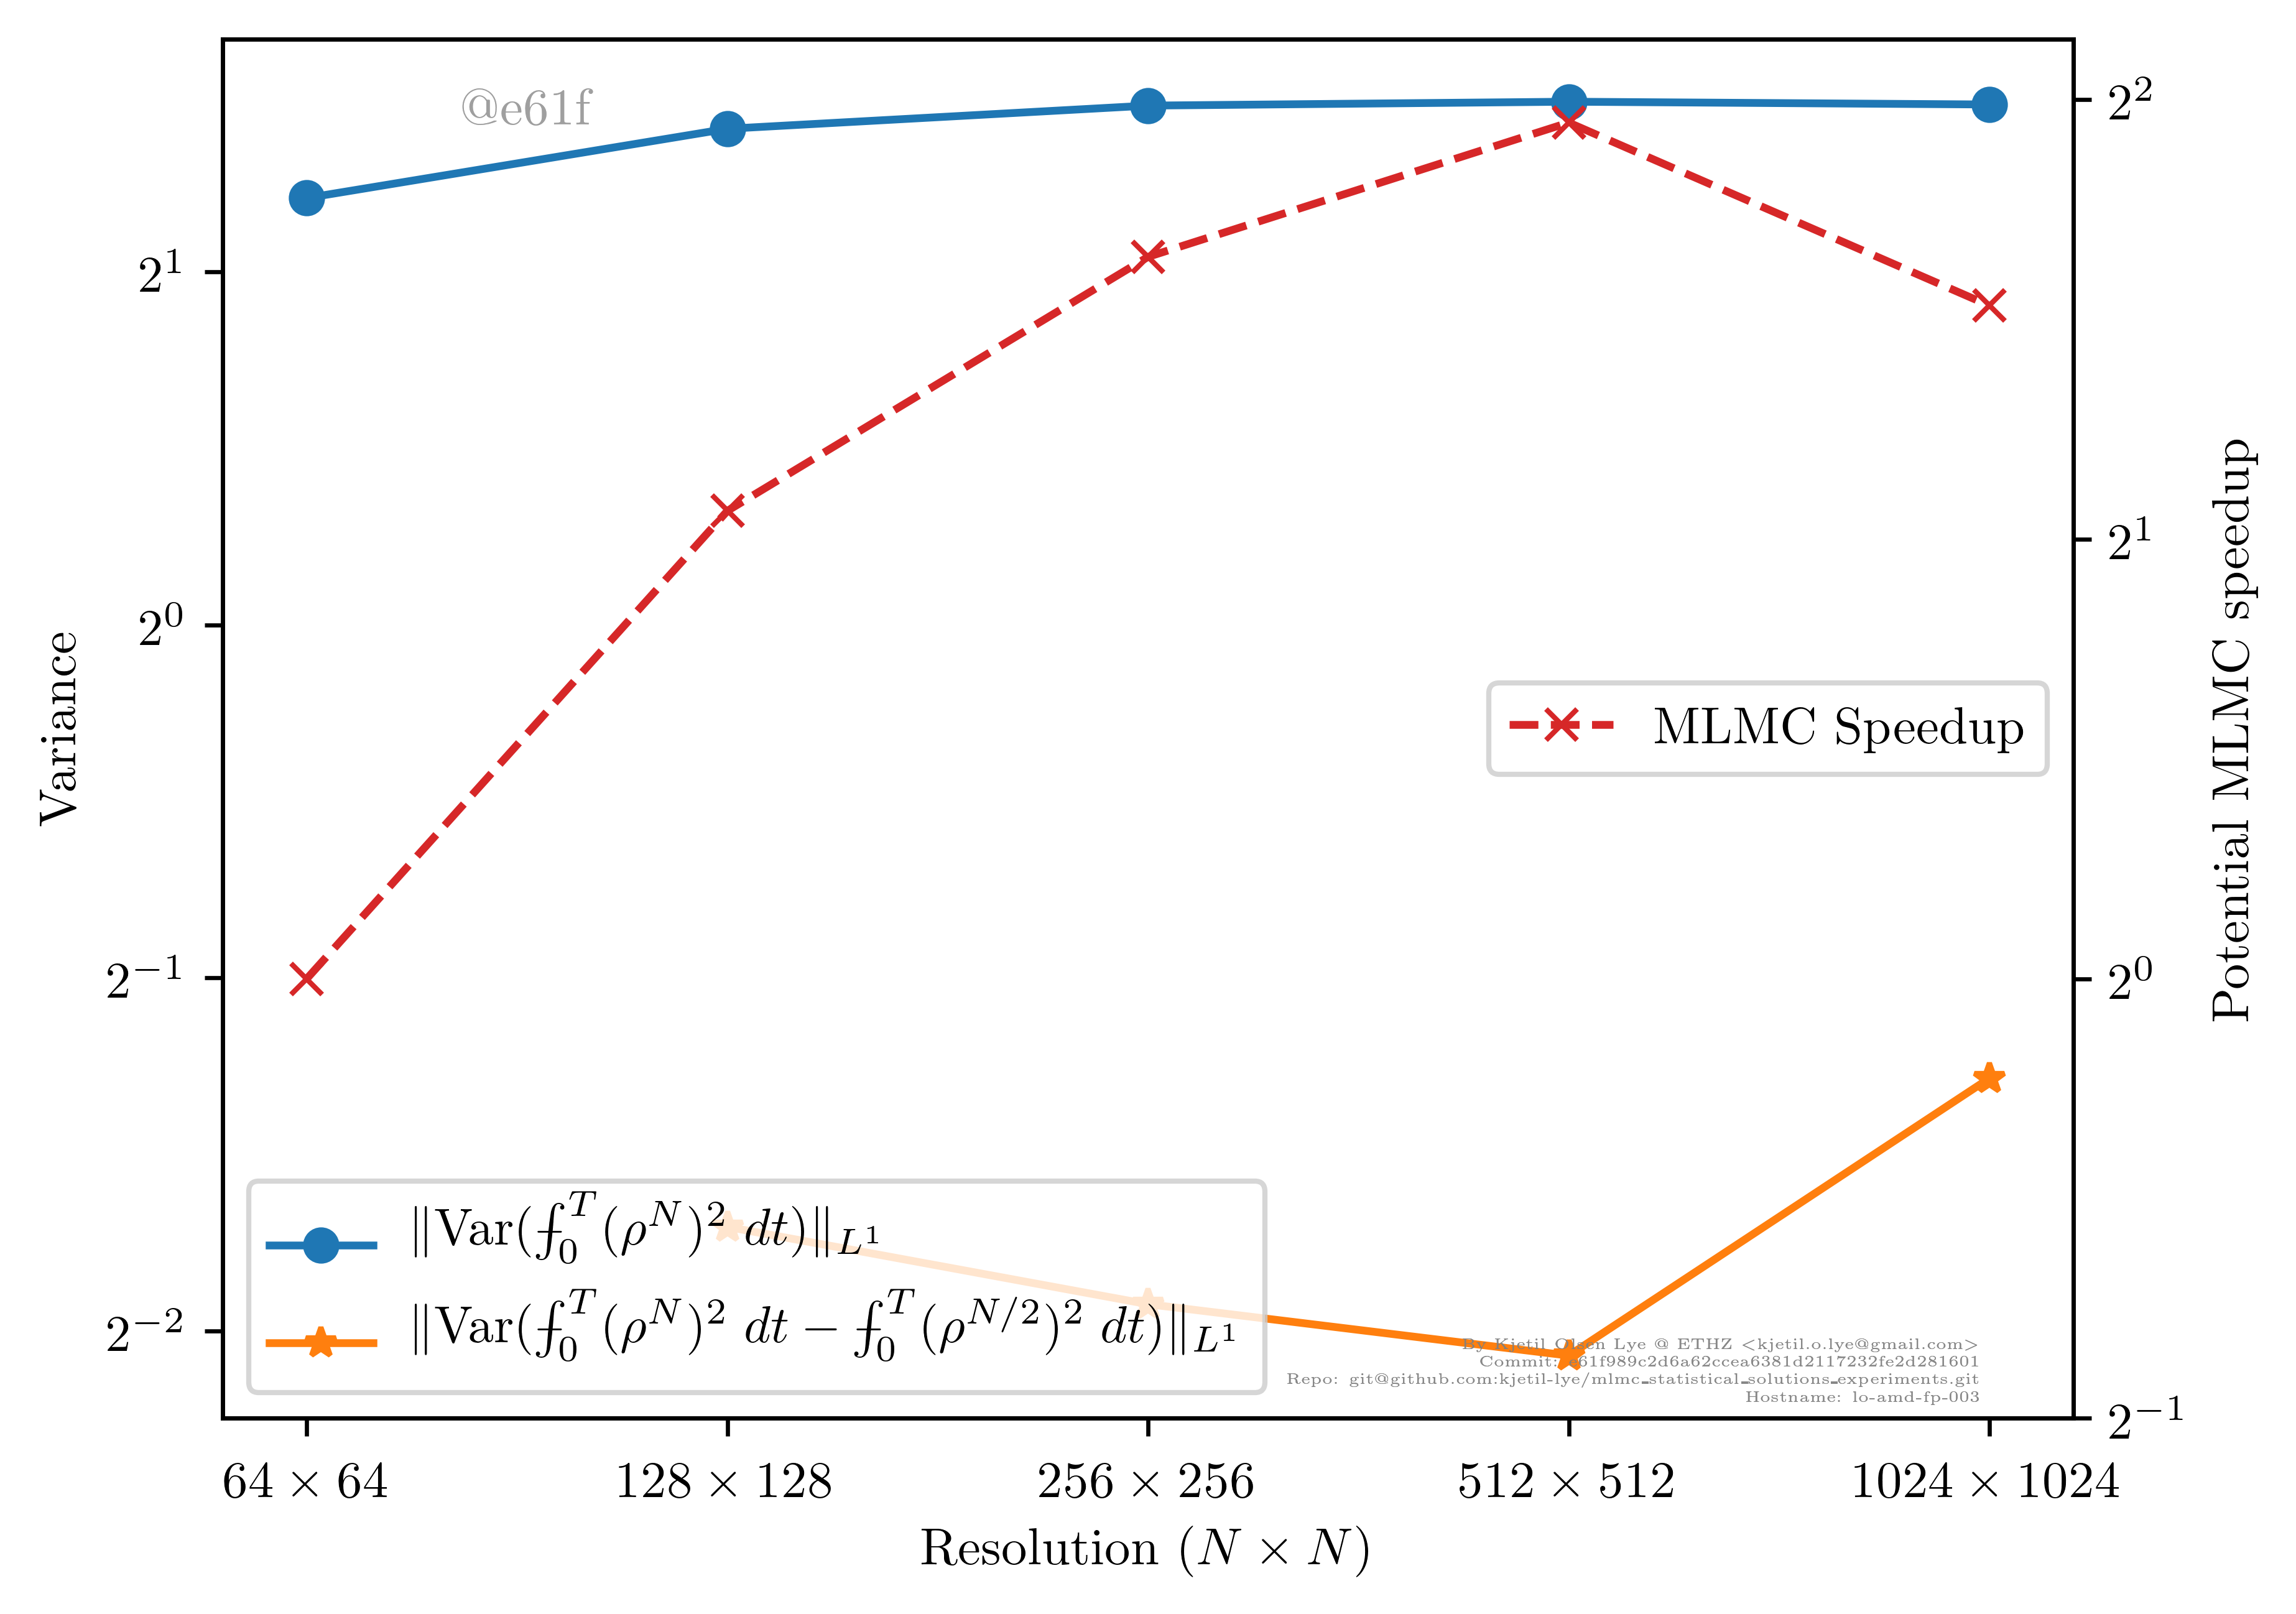 @e61f
2^1
2^0
2^{-1}
2^{-2}
Variance
2^2
2^1
2^0
2^{-1}
Potential MLMC speedup
MLMC Speedup
‖Var(⨍_0^T(ρ^N)^2 dt)‖_{L^1}
‖Var(⨍_0^T(ρ^N)^2 dt − ⨍_0^T(ρ^{N/2})^2 dt)‖_{L^1}
By Kjetil Olsen Lye @ ETHZ <kjetil.o.lye@gmail.com>
Commit: e61f989c2d6a62ccea6381d2117232fe2d281601
Repo: git@github.com:kjetil-lye/mlmc_statistical_solutions_experiments.git
Hostname: lo-amd-fp-003
64 × 64 128 × 128 256 × 256 512 × 512 1024 × 1024
Resolution (N × N)